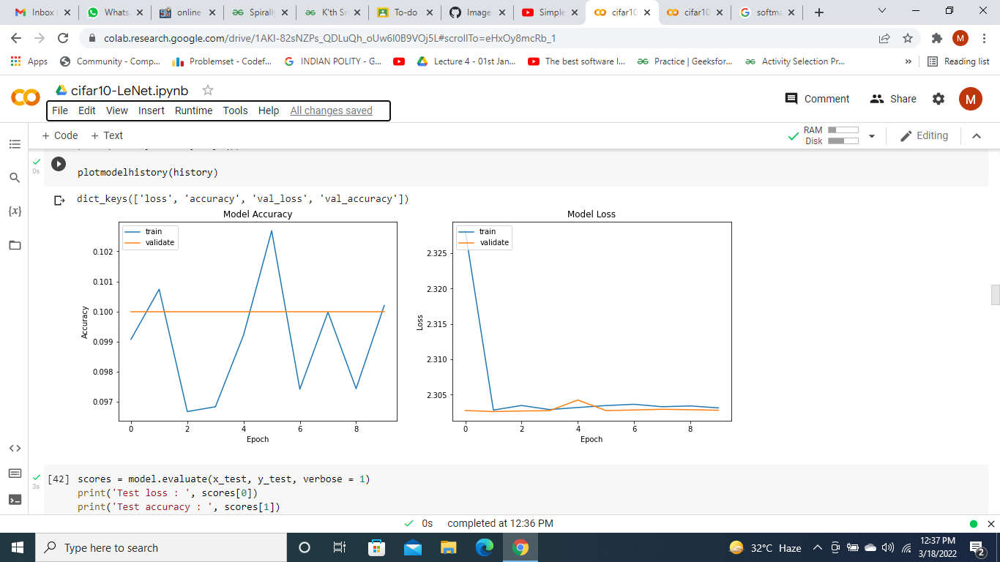 Inbox
Whats
online
Spirally
K'th Sr
To-do
Image
Simple
cifar10
cifar10
softma
colab.research.google.com/drive/1AKI-82sNZPs_QDLuQh_oUw6I0B9VOj5L#scrollTo=eHxOy8mcRb_1
M
Apps
Community - Comp...
Problemset - Codef...
INDIAN POLITY - G...
Lecture 4 - 01st Jan...
The best software I...
Practice | Geeksfor...
Activity Selection Pr...
»
Reading list
cifar10-LeNet.ipynb
Comment
Share
M
File Edit View Insert Runtime Tools Help All changes saved
+ Code + Text
RAM
Disk
Editing
0s
plotmodelhistory(history)
{x}
dict_keys(['loss', 'accuracy', 'val_loss', 'val_accuracy'])
Model Accuracy
train
validate
0.102
0.101
0.100
0.099
0.098
0.097
Accuracy
0 2 4 6 8
Epoch
Model Loss
train
validate
2.325
2.320
2.315
2.310
2.305
Loss
0 2 4 6 8
Epoch
3s
[42] scores = model.evaluate(x_test, y_test, verbose = 1)
print('Test loss : ', scores[0])
print('Test accuracy : ', scores[1])
0s completed at 12:36 PM
Type here to search
32°C Haze
12:37 PM
3/18/2022
2